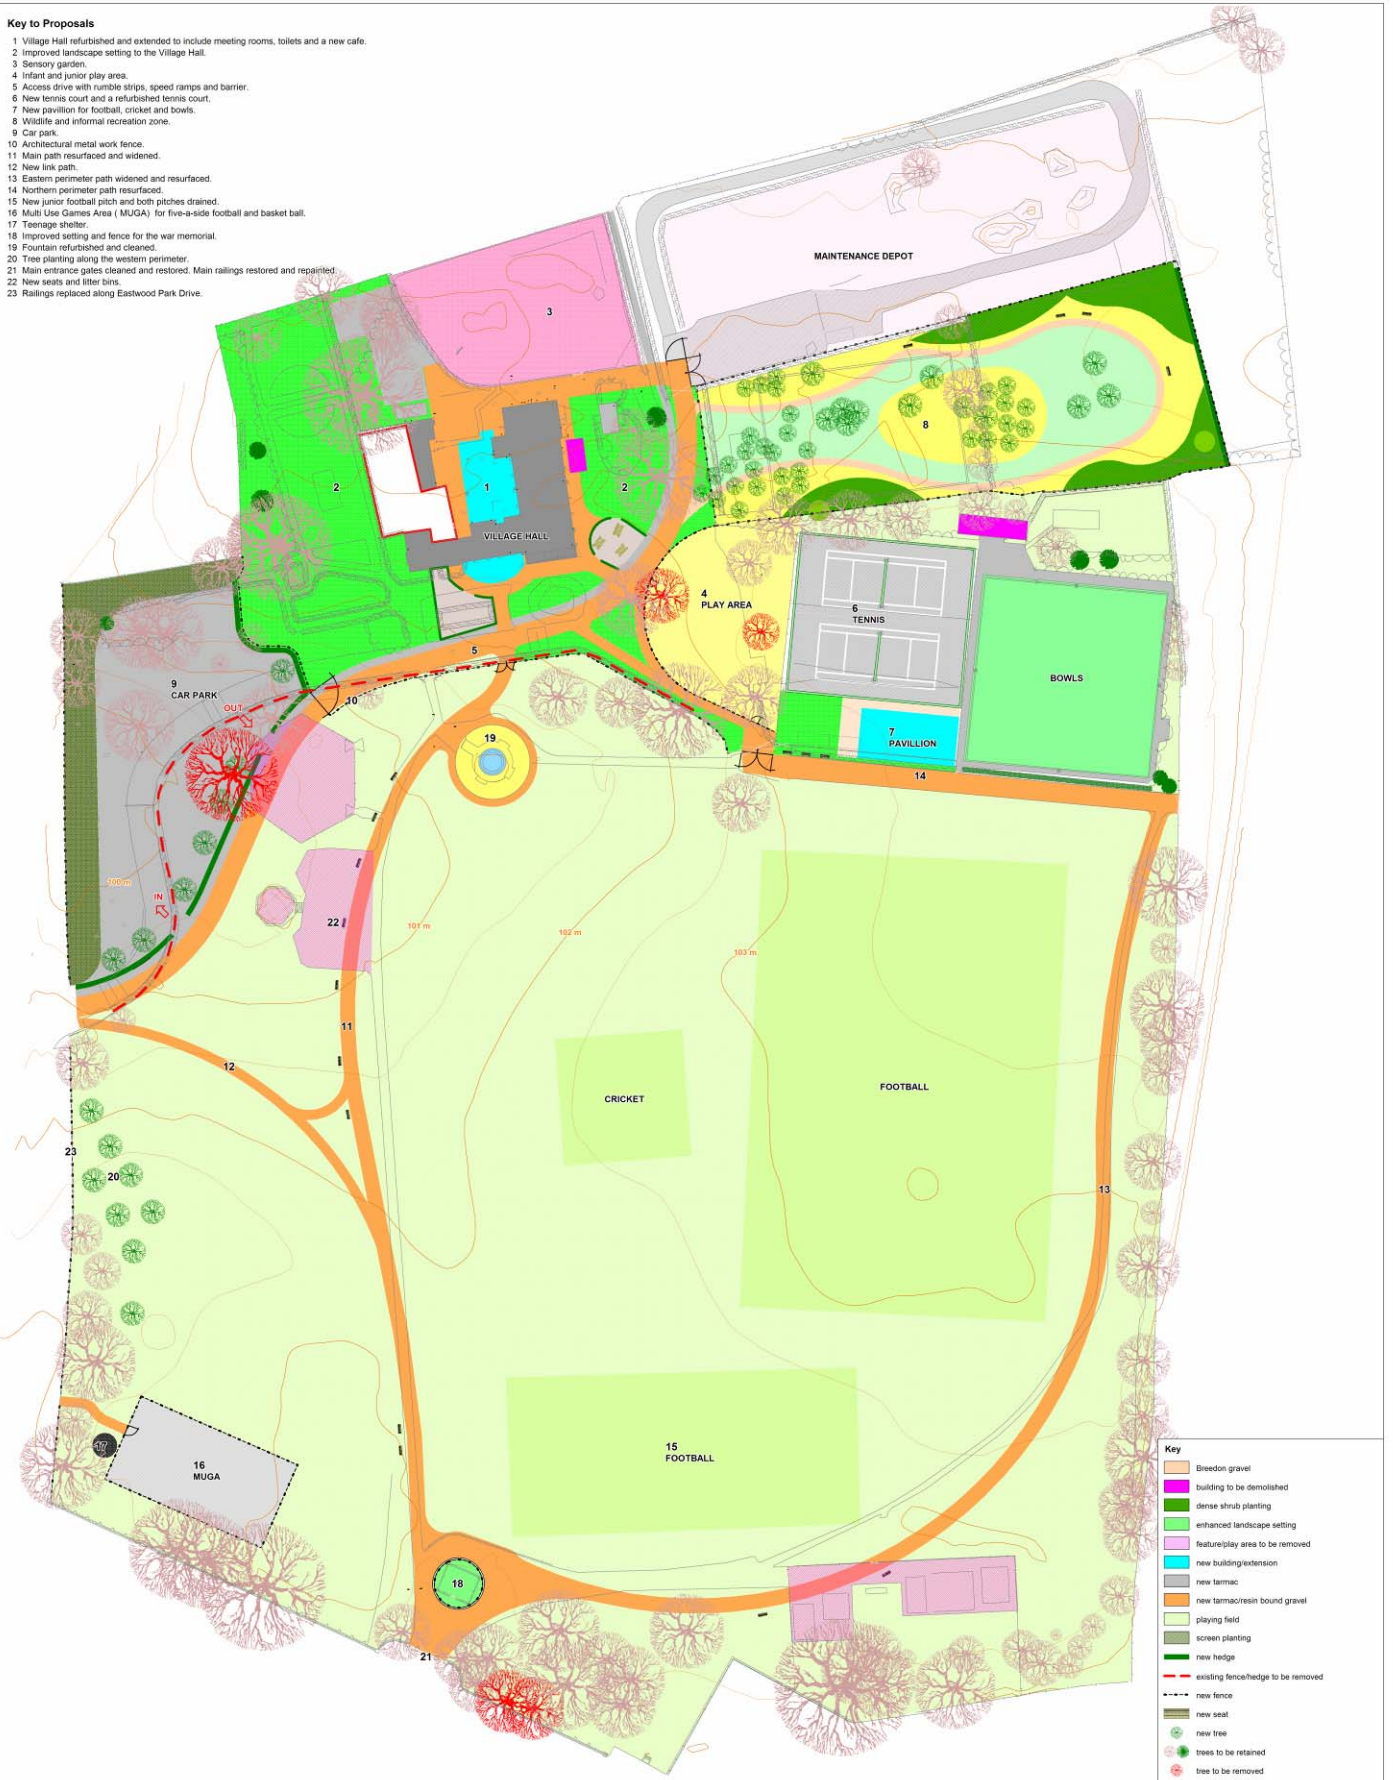 Key to Proposals
1 Village Hall refurbished and extended to include meeting rooms, toilets and a new cafe.
2 Improved landscape setting to the Village Hall.
3 Sensory garden.
4 Infant and junior play area.
5 Access drive with rumble strips, speed ramps and barrier.
6 New tennis court and a refurbished tennis court.
7 New pavillion for football, cricket and bowls.
8 Wildlife and informal recreation zone.
9 Car park.
10 Architectural metal work fence.
11 Main path resurfaced and widened.
12 New link path.
13 Eastern perimeter path widened and resurfaced.
14 Northern perimeter path resurfaced.
15 New junior football pitch and both pitches drained.
16 Multi Use Games Area ( MUGA) for five-a-side football and basket ball.
17 Teenage shelter.
18 Improved setting and fence for the war memorial.
19 Fountain refurbished and cleaned.
20 Tree planting along the western perimeter.
21 Main entrance gates cleaned and restored. Main railings restored and repainted.
22 New seats and litter bins.
23 Railings replaced along Eastwood Park Drive.
MAINTENANCE DEPOT
3
8
2
1
2
VILLAGE HALL
4
PLAY AREA
6
TENNIS
5
BOWLS
9
CAR PARK
10
OUT
19
7
PAVILLION
14
100 m
IN
22
101 m
102 m
103 m
11
12
CRICKET
FOOTBALL
23
20
13
15
FOOTBALL
17
16
MUGA
18
21
Key
Breedon gravel
building to be demolished
dense shrub planting
enhanced landscape setting
feature/play area to be removed
new building/extension
new tarmac
new tarmac/resin bound gravel
playing field
screen planting
new hedge
existing fence/hedge to be removed
new fence
new seat
new tree
trees to be retained
tree to be removed